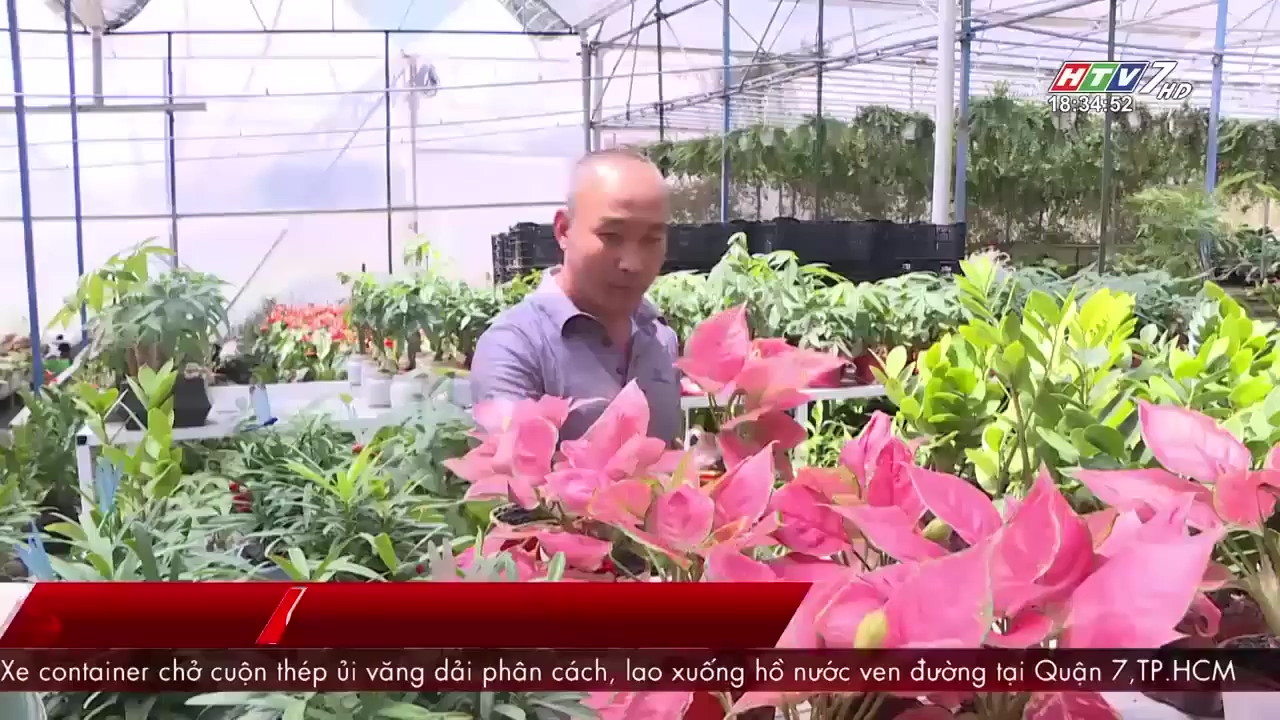 HTV7
HD
18:34:52
Xe container chở cuộn thép ủi văng dải phân cách, lao xuống hồ nước ven đường tại Quận 7,TP.HCM